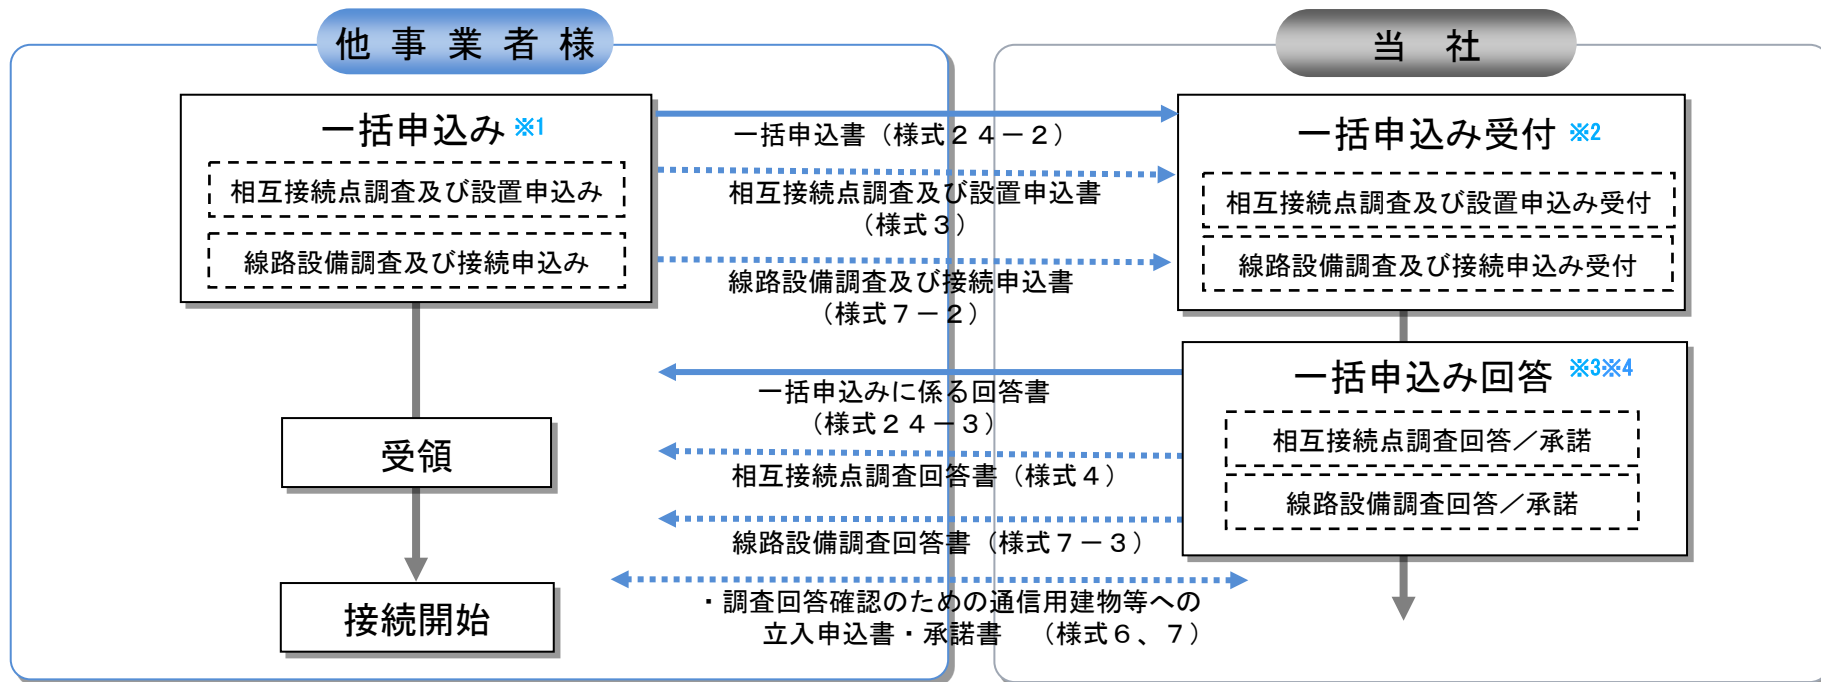 他事業者様
当 社
一括申込み ※1
相互接続点調査及び設置申込み
線路設備調査及び接続申込み
一括申込書（様式２４－２）
相互接続点調査及び設置申込書
（様式３）
線路設備調査及び接続申込書
（様式７－２）
一括申込み受付 ※2
相互接続点調査及び設置申込み受付
線路設備調査及び接続申込み受付
一括申込みに係る回答書
（様式２４－３）
相互接続点調査回答書（様式４）
線路設備調査回答書（様式７－３）
一括申込み回答 ※3※4
相互接続点調査回答／承諾
線路設備調査回答／承諾
受領
接続開始
・調査回答確認のための通信用建物等への
立入申込書・承諾書 （様式６、７）